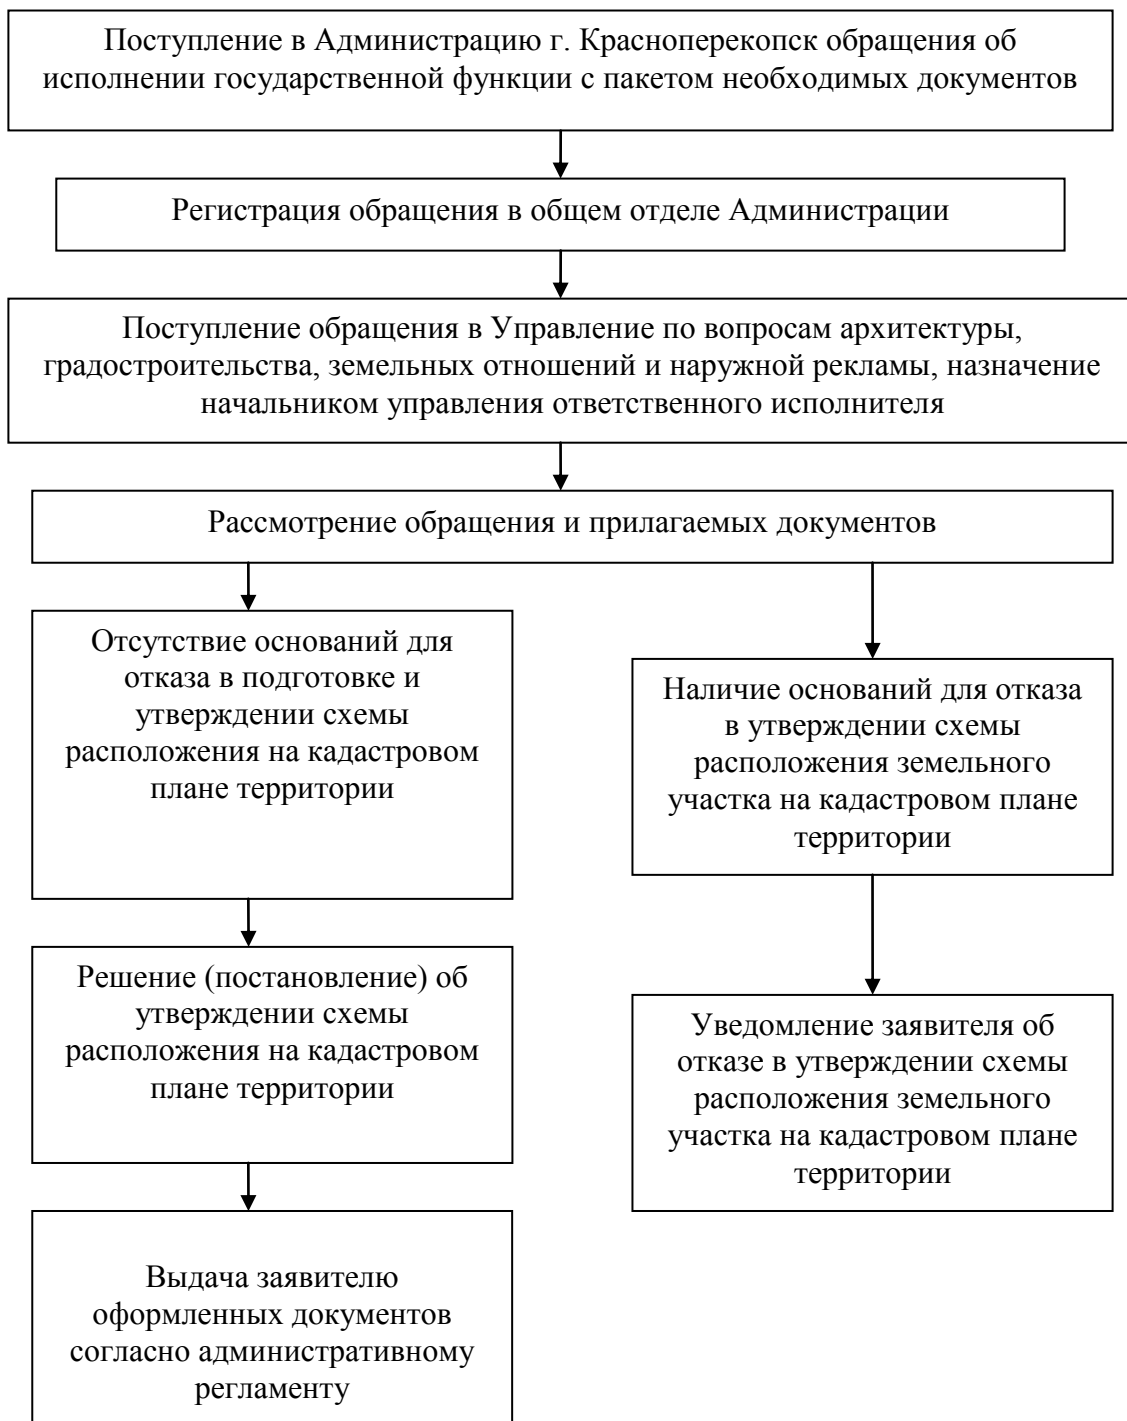 Поступление в Администрацию г. Красноперекопск обращения об
исполнении государственной функции с пакетом необходимых документов
Регистрация обращения в общем отделе Администрации
Поступление обращения в Управление по вопросам архитектуры,
градостроительства, земельных отношений и наружной рекламы, назначение
начальником управления ответственного исполнителя
Рассмотрение обращения и прилагаемых документов
Отсутствие оснований для
отказа в подготовке и
утверждении схемы
расположения на кадастровом
плане территории
Наличие оснований для отказа
в утверждении схемы
расположения земельного
участка на кадастровом плане
территории
Решение (постановление) об
утверждении схемы
расположения на кадастровом
плане территории
Уведомление заявителя об
отказе в утверждении схемы
расположения земельного
участка на кадастровом плане
территории
Выдача заявителю
оформленных документов
согласно административному
регламенту